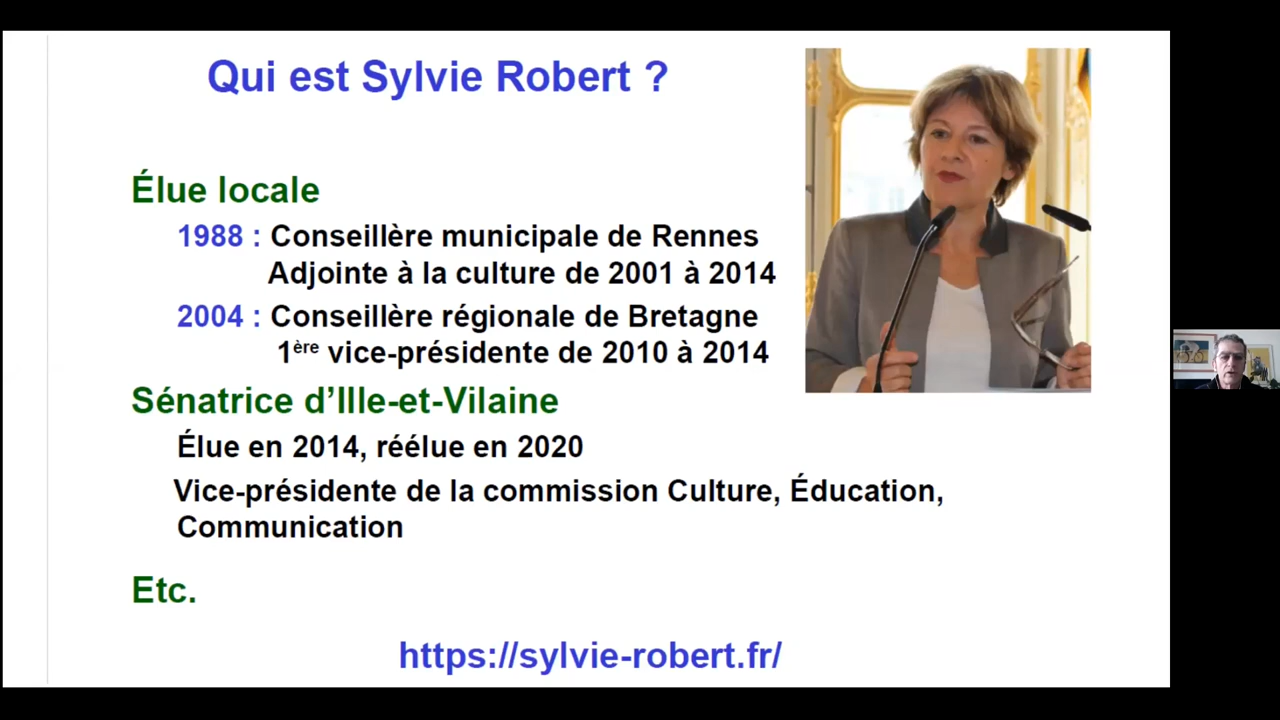 Qui est Sylvie Robert ?
Élue locale
1988 : Conseillère municipale de Rennes
Adjointe à la culture de 2001 à 2014
2004 : Conseillère régionale de Bretagne
1ère vice-présidente de 2010 à 2014
Sénatrice d’Ille-et-Vilaine
Élue en 2014, réélue en 2020
Vice-présidente de la commission Culture, Éducation,
Communication
Etc.
https://sylvie-robert.fr/